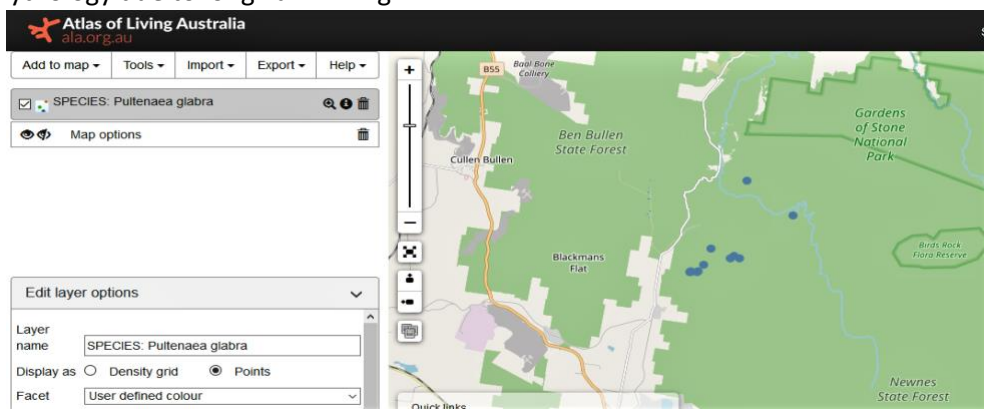 Atlas of Living Australia
ala.org.au
Add to map Tools Import Export Help
SPECIES: Pultenaea glabra
Map options
Edit layer options
Layer
name SPECIES: Pultenaea glabra
Display as Density grid Points
Facet User defined colour
B55
Baal Bone
Colliery
Ben Bullen
State Forest
Cullen Bullen
Gardens
of Stone
National
Park
Birds Rock
Flora Reserve
Blackmans
Flat
Newnes
State Forest
Quick links